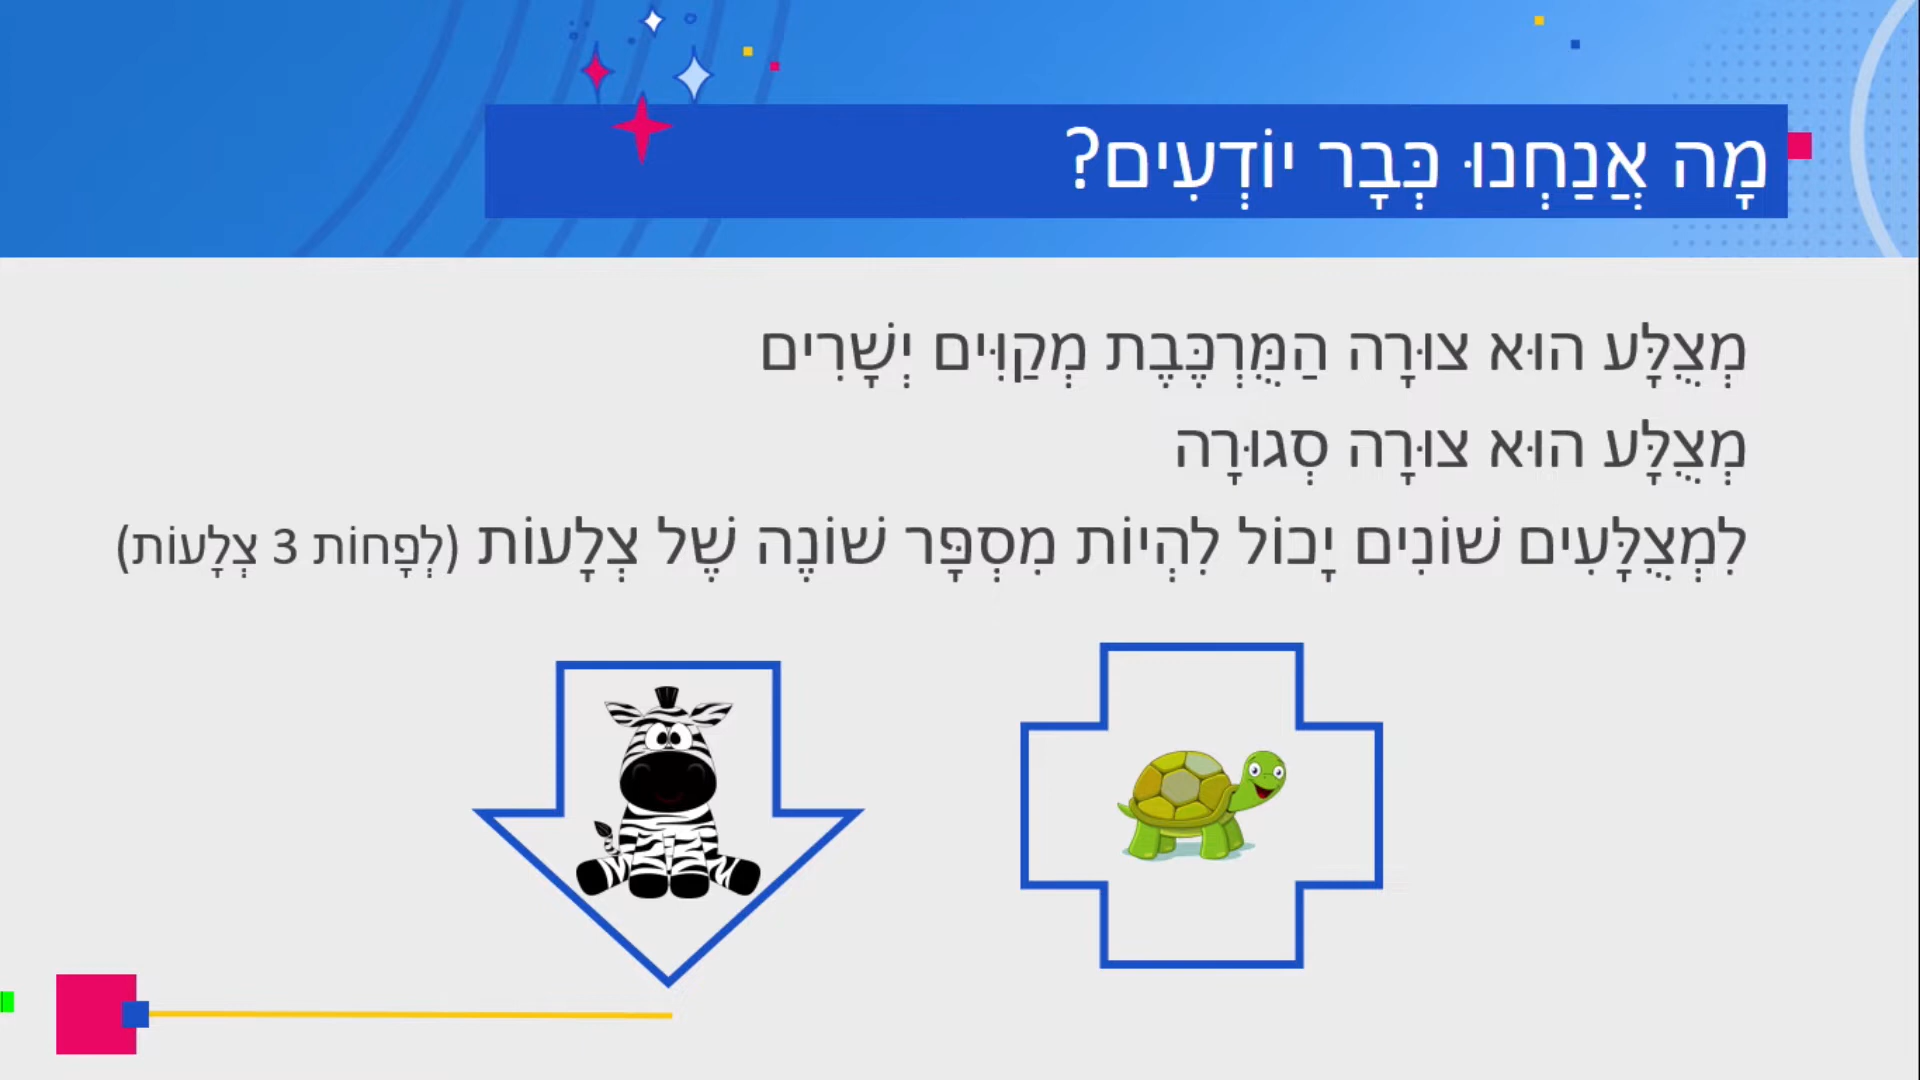 מָה אֲנַחְנוּ כְּבָר יוֹדְעִים?
מְצֻלָּע הוּא צוּרָה הַמֻּרְכֶּבֶת מְקַוִּים יְשָׁרִים
מְצֻלָּע הוּא צוּרָה סְגוּרָה
לִמְצֻלָּעִים שׁוֹנִים יָכוֹל לִהְיוֹת מִסְפָּר שׁוֹנֶה שֶׁל צְלָעוֹת (לְפָחוֹת 3 צְלָעוֹת)